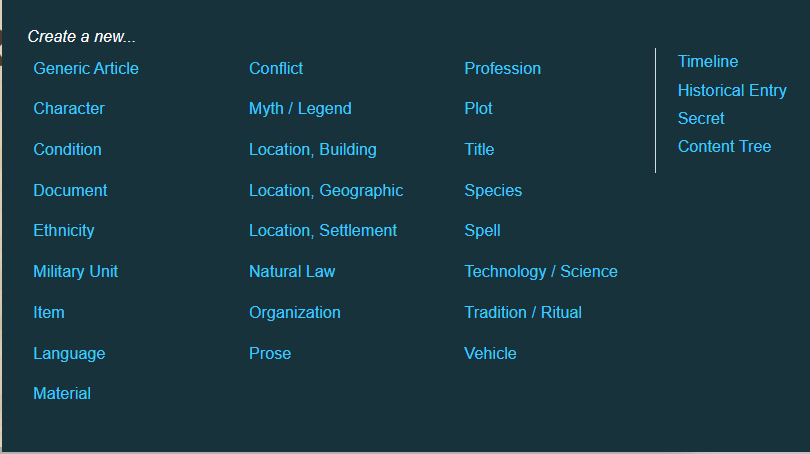 Create a new...
Generic Article
Character
Condition
Document
Ethnicity
Military Unit
Item
Language
Material
Conflict
Myth / Legend
Location, Building
Location, Geographic
Location, Settlement
Natural Law
Organization
Prose
Profession
Plot
Title
Species
Spell
Technology / Science
Tradition / Ritual
Vehicle
Timeline
Historical Entry
Secret
Content Tree